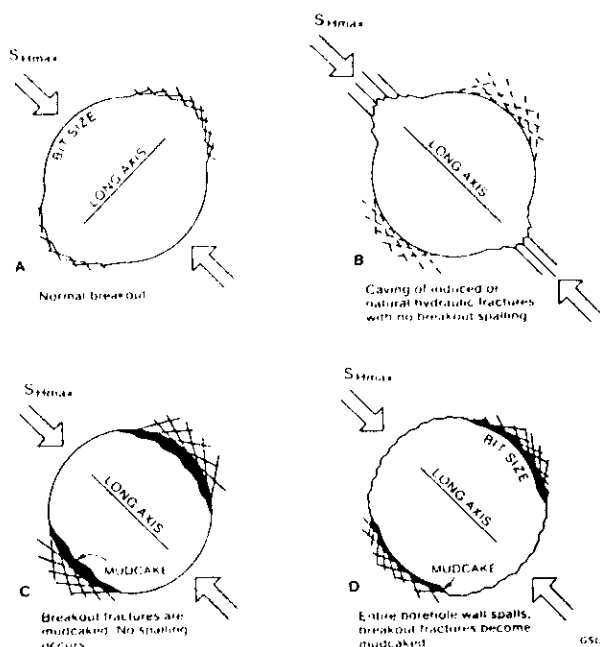 SHmax
BIT SIZE
LONG AXIS
A
Normal breakout
SHmax
LONG AXIS
B
Caving of induced or
natural hydraulic fractures
with no breakout spalling
SHmax
LONG AXIS
MUDCAKE
C
Breakout fractures are
mudcaked. No spalling
occurs
SHmax
BIT SIZE
LONG AXIS
MUDCAKE
D
Entire borehole wall spalls,
breakout fractures become
mudcaked